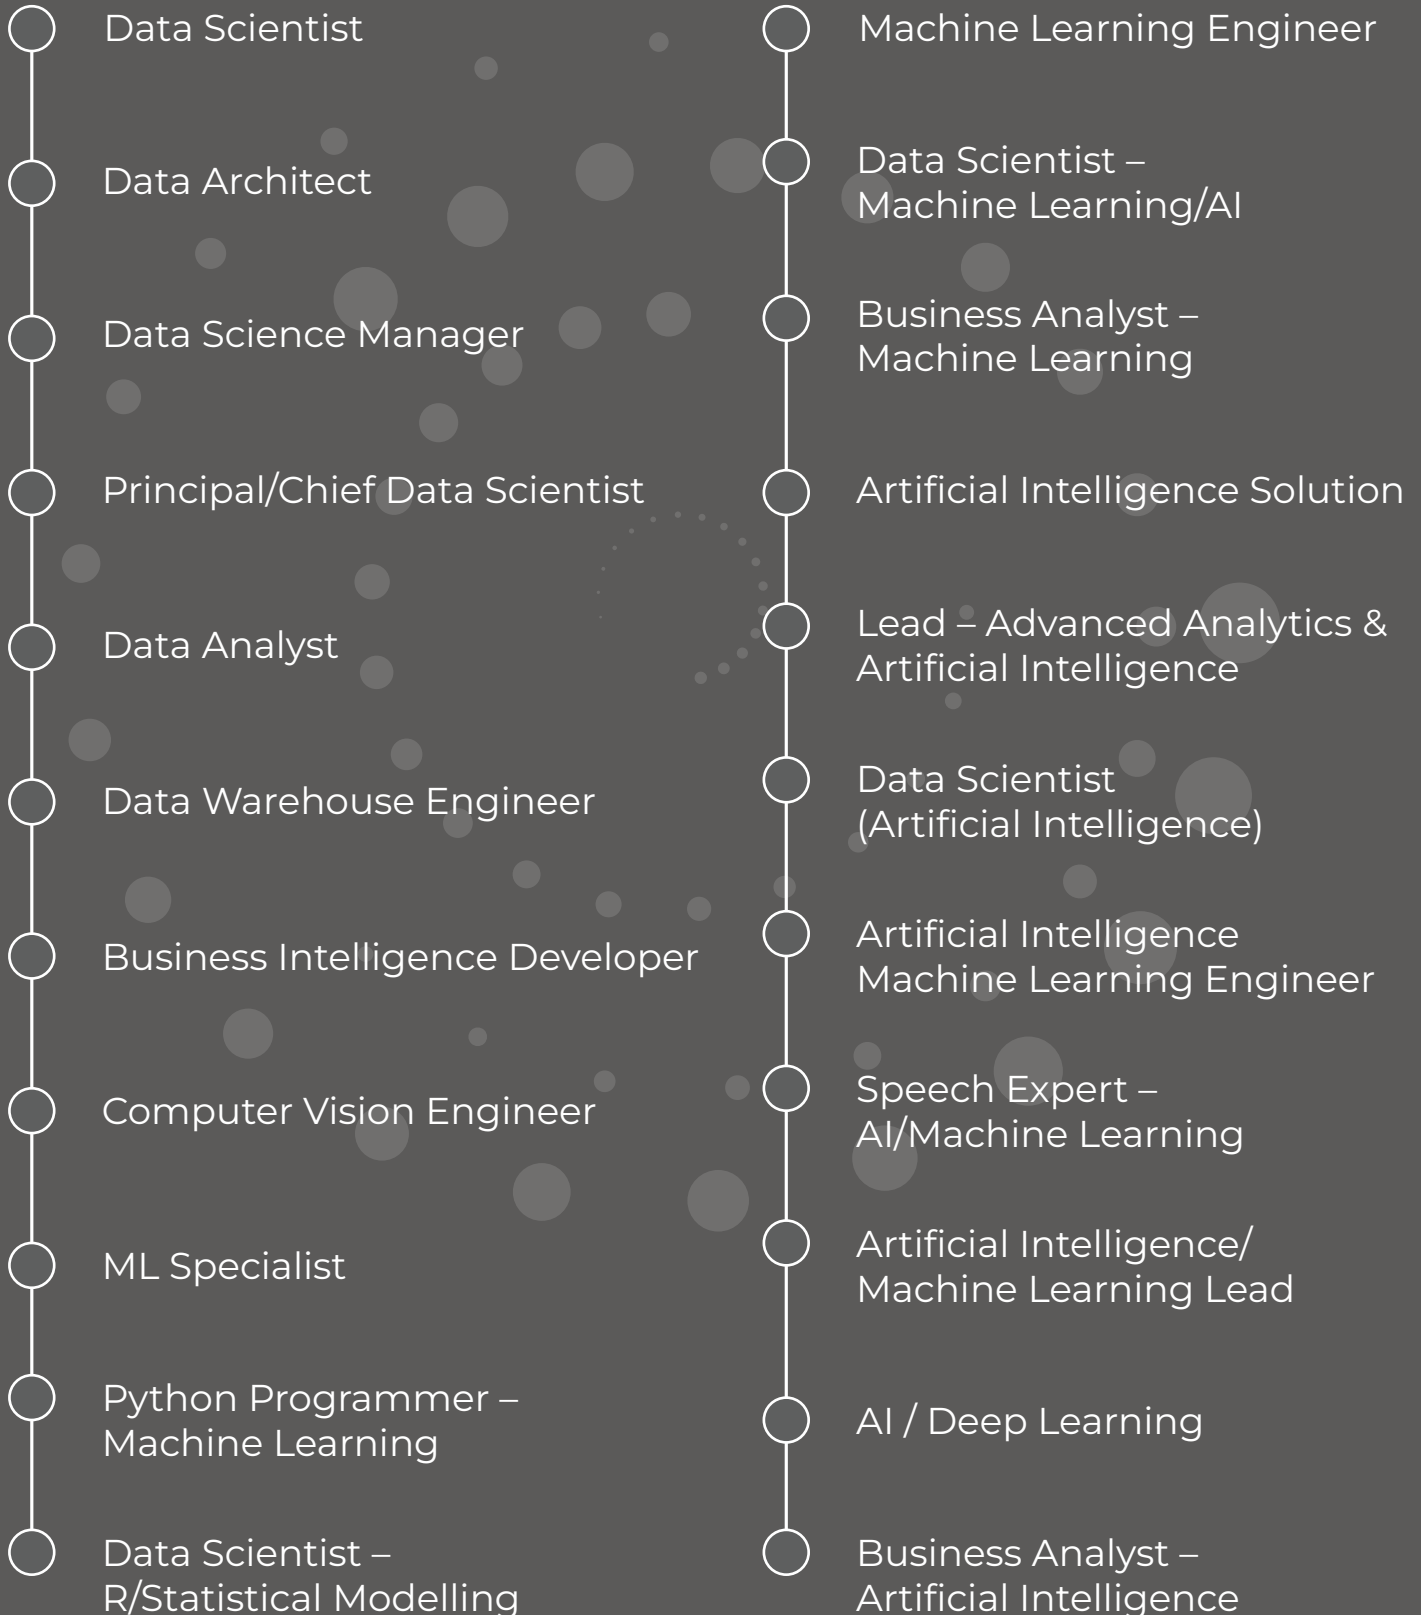 Data Scientist
Data Architect
Data Science Manager
Principal/Chief Data Scientist
Data Analyst
Data Warehouse Engineer
Business Intelligence Developer
Computer Vision Engineer
ML Specialist
Python Programmer –
Machine Learning
Data Scientist –
R/Statistical Modelling
Machine Learning Engineer
Data Scientist –
Machine Learning/AI
Business Analyst –
Machine Learning
Artificial Intelligence Solution
Lead – Advanced Analytics &
Artificial Intelligence
Data Scientist
(Artificial Intelligence)
Artificial Intelligence
Machine Learning Engineer
Speech Expert –
AI/Machine Learning
Artificial Intelligence/
Machine Learning Lead
AI / Deep Learning
Business Analyst –
Artificial Intelligence